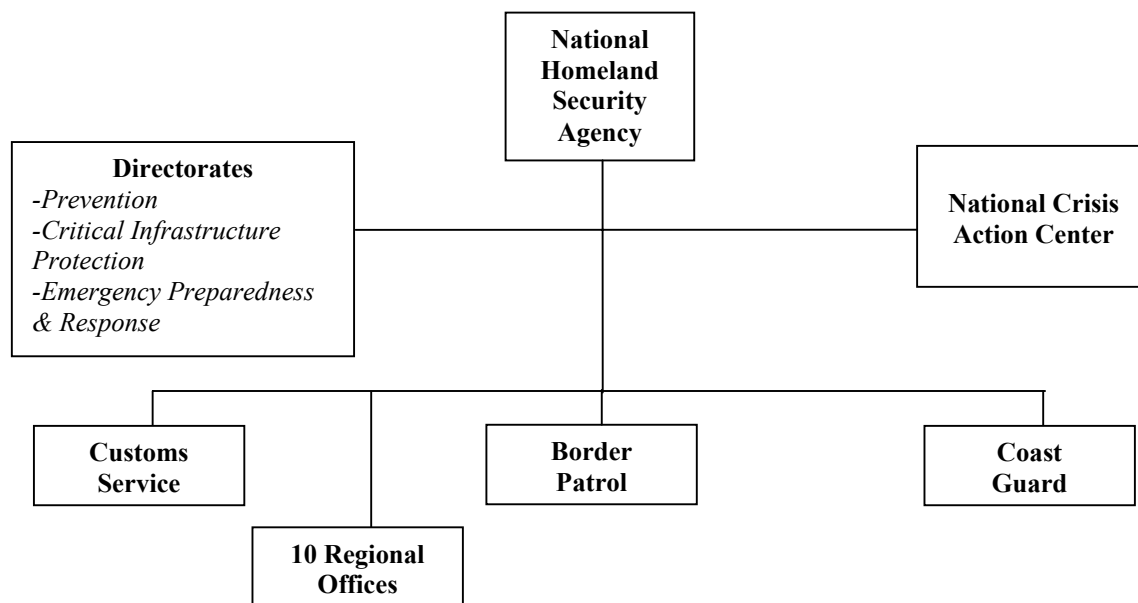 National
Homeland
Security
Agency
Directorates
-Prevention
-Critical Infrastructure
Protection
-Emergency Preparedness
& Response
National Crisis
Action Center
Customs
Service
Border
Patrol
Coast
Guard
10 Regional
Offices